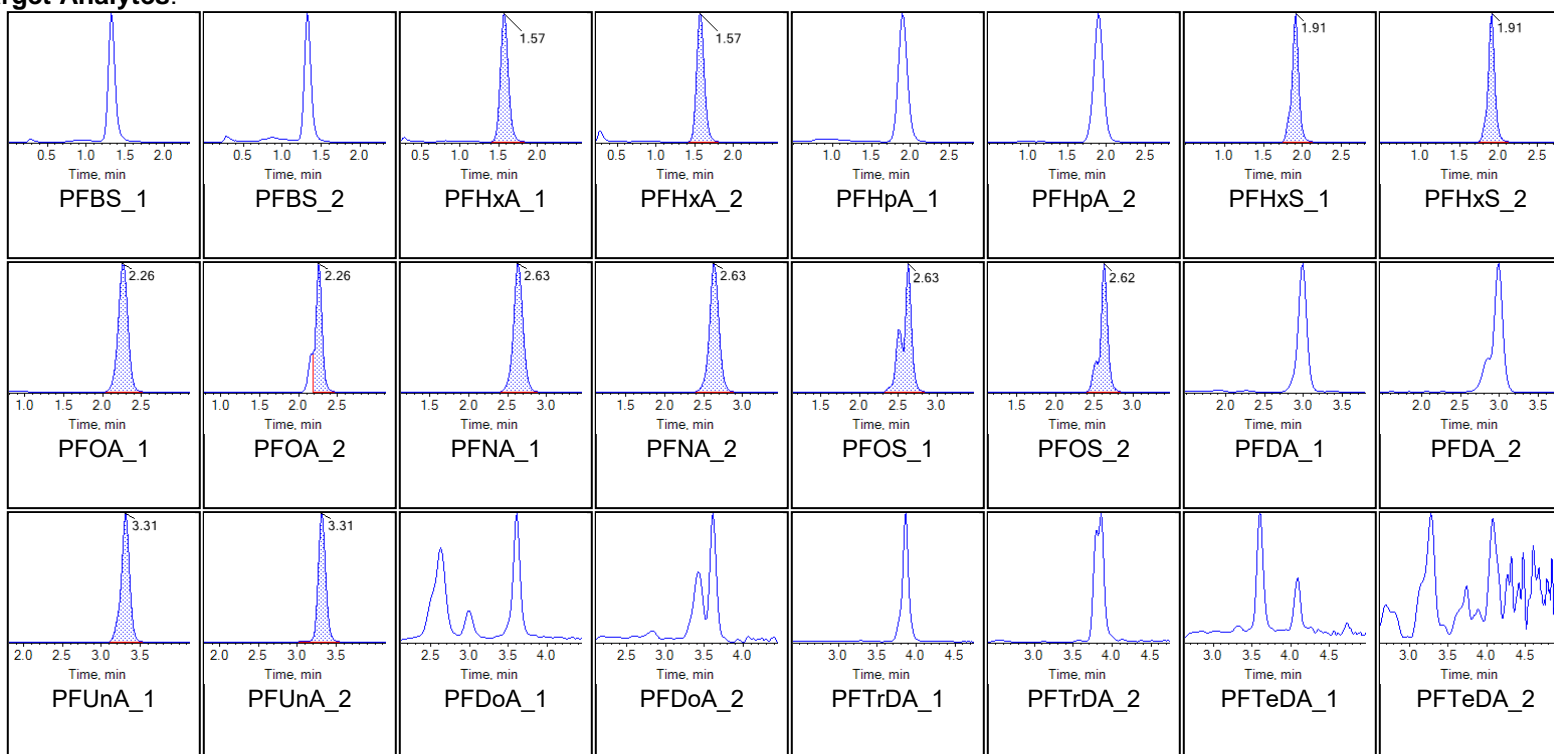 rget Analytes:
1.57 1.57 1.91 1.91
0.5 1.0 1.5 2.0 0.5 1.0 1.5 2.0 0.5 1.0 1.5 2.0 0.5 1.0 1.5 2.0 1.0 1.5 2.0 2.5 1.0 1.5 2.0 2.5 1.0 1.5 2.0 2.5 1.0 1.5 2.0 2.5
Time, min Time, min Time, min Time, min Time, min Time, min Time, min Time, min
PFBS_1 PFBS_2 PFHxA_1 PFHxA_2 PFHpA_1 PFHpA_2 PFHxS_1 PFHxS_2
2.26 2.26 2.63 2.63 2.63 2.62
1.0 1.5 2.0 2.5 1.0 1.5 2.0 2.5 1.5 2.0 2.5 3.0 1.5 2.0 2.5 3.0 1.5 2.0 2.5 3.0 1.5 2.0 2.5 3.0 2.0 2.5 3.0 3.5 2.0 2.5 3.0 3.5
Time, min Time, min Time, min Time, min Time, min Time, min Time, min Time, min
PFOA_1 PFOA_2 PFNA_1 PFNA_2 PFOS_1 PFOS_2 PFDA_1 PFDA_2
3.31 3.31
2.0 2.5 3.0 3.5 2.0 2.5 3.0 3.5 2.5 3.0 3.5 4.0 2.5 3.0 3.5 4.0 3.0 3.5 4.0 4.5 3.0 3.5 4.0 4.5 3.0 3.5 4.0 4.5 3.0 3.5 4.0 4.5
Time, min Time, min Time, min Time, min Time, min Time, min Time, min Time, min
PFUnA_1 PFUnA_2 PFDoA_1 PFDoA_2 PFTrDA_1 PFTrDA_2 PFTeDA_1 PFTeDA_2